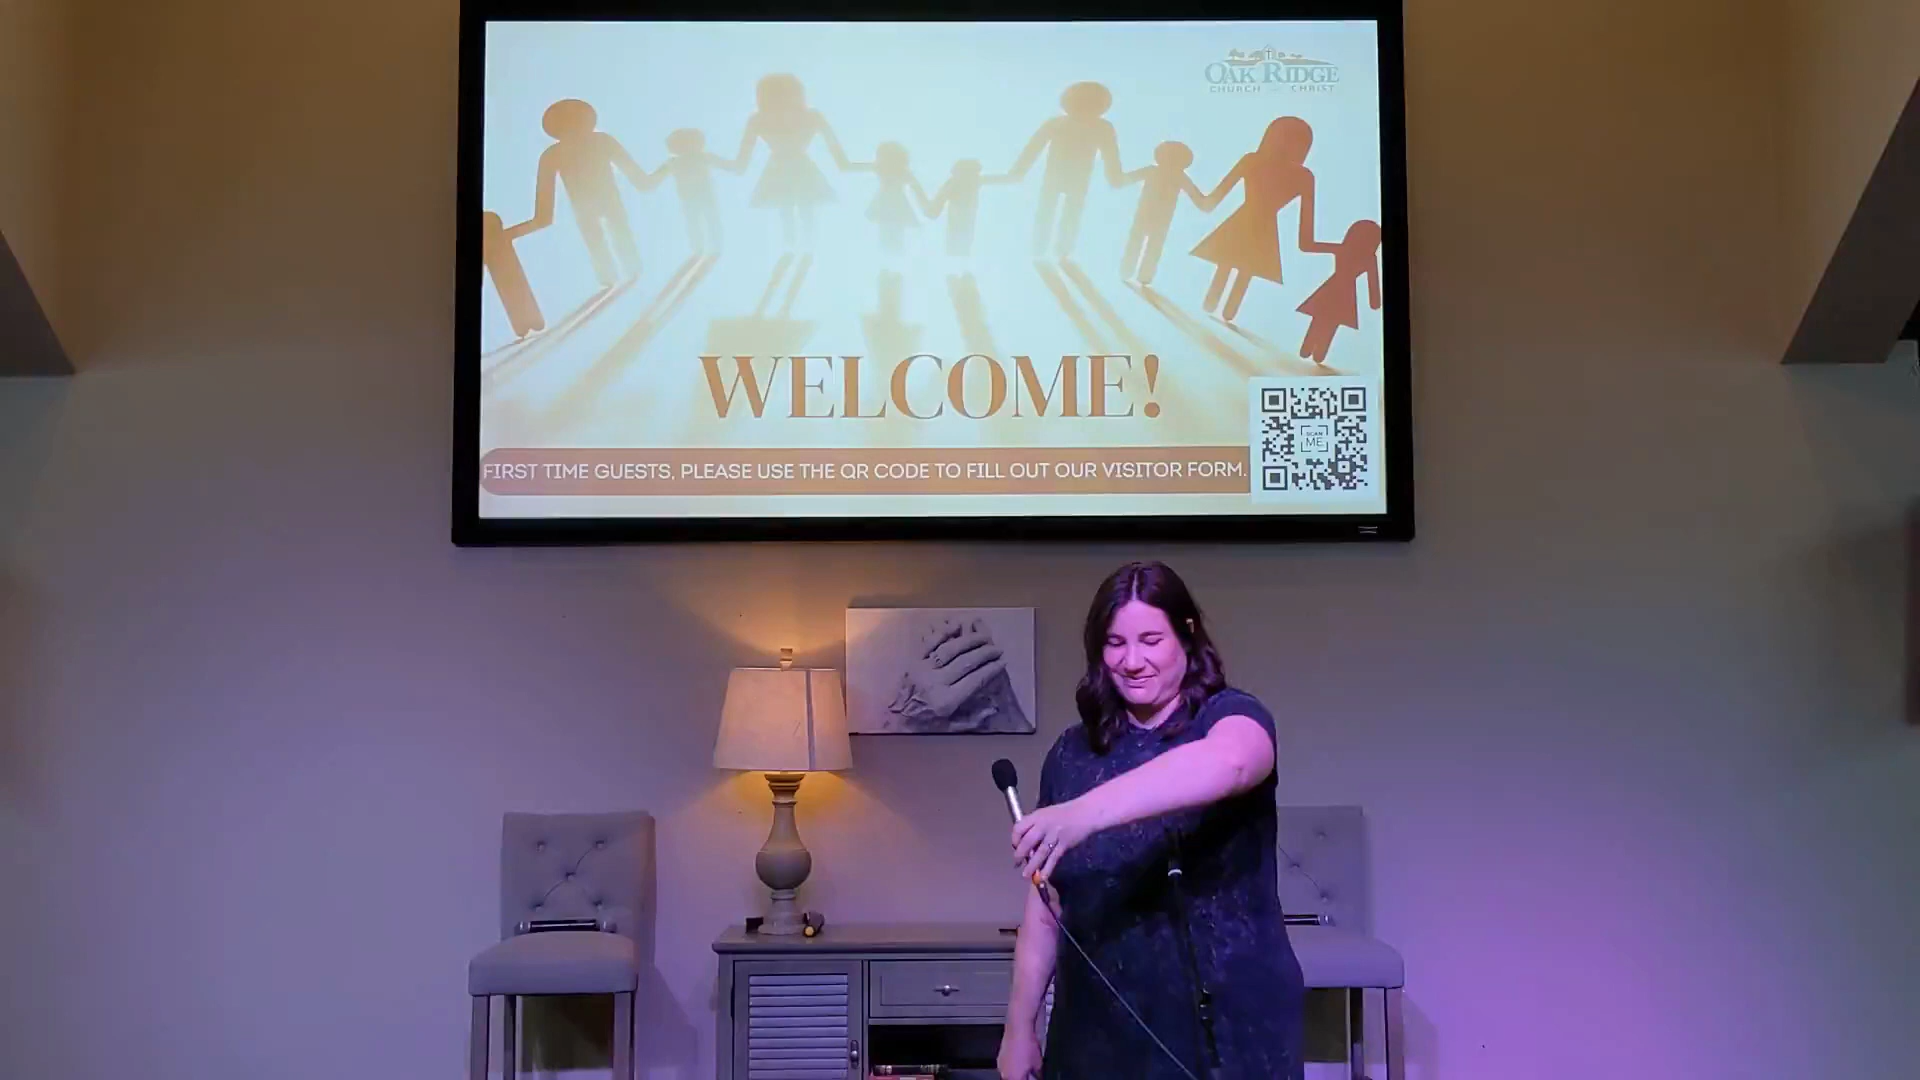 OAK RIDGE
CHURCH OF CHRIST
WELCOME!
SCAN
ME
FIRST TIME GUESTS, PLEASE USE THE QR CODE TO FILL OUT OUR VISITOR FORM.